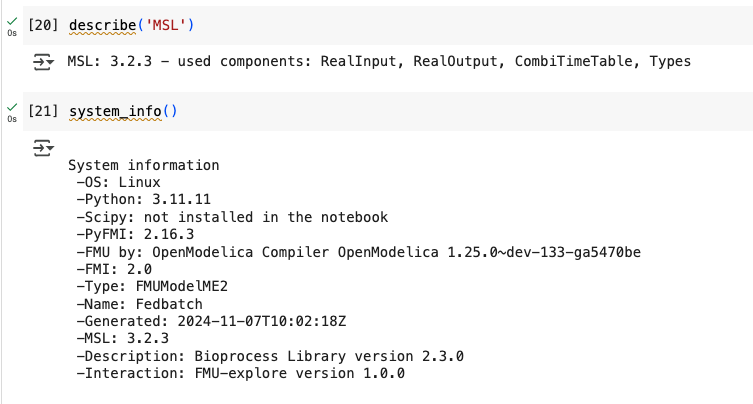 [20] describe('MSL')
0s
MSL: 3.2.3 - used components: RealInput, RealOutput, CombiTimeTable, Types
[21] system_info()
0s
System information
-OS: Linux
-Python: 3.11.11
-Scipy: not installed in the notebook
-PyFMI: 2.16.3
-FMU by: OpenModelica Compiler OpenModelica 1.25.0~dev-133-ga5470be
-FMI: 2.0
-Type: FMUModelME2
-Name: Fedbatch
-Generated: 2024-11-07T10:02:18Z
-MSL: 3.2.3
-Description: Bioprocess Library version 2.3.0
-Interaction: FMU-explore version 1.0.0